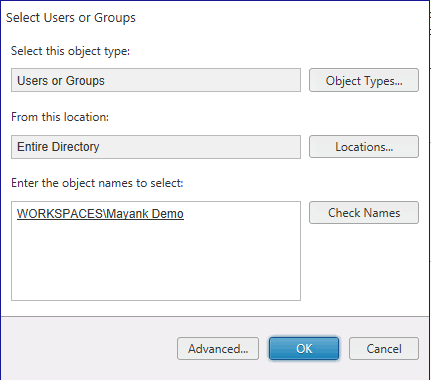 Select Users or Groups
Select this object type:
Users or Groups
Object Types...
From this location:
Entire Directory
Locations...
Enter the object names to select:
WORKSPACES\Mayank Demo
Check Names
Advanced...
OK
Cancel